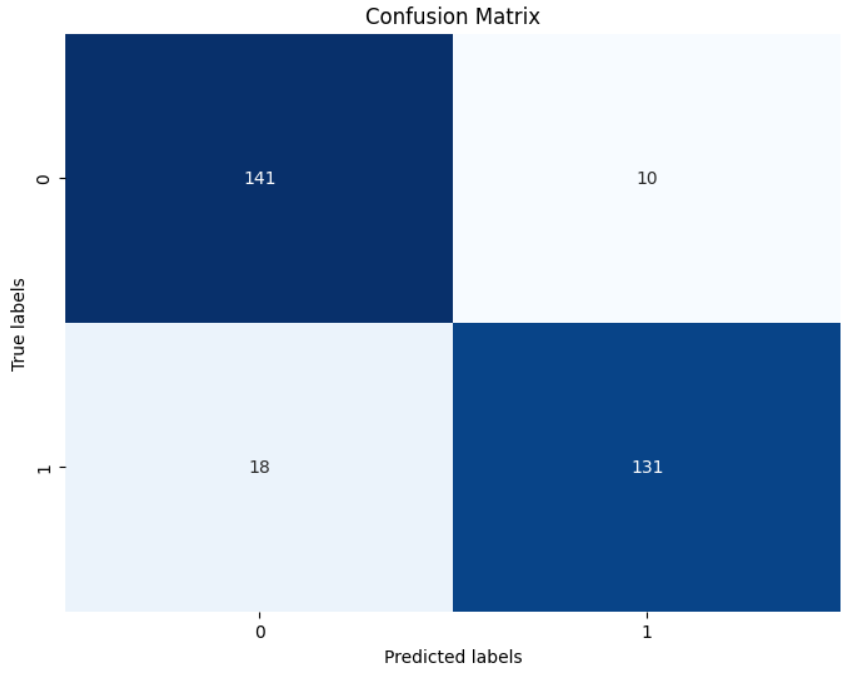 Confusion Matrix
0
141
10
True labels
1
18
131
0
1
Predicted labels